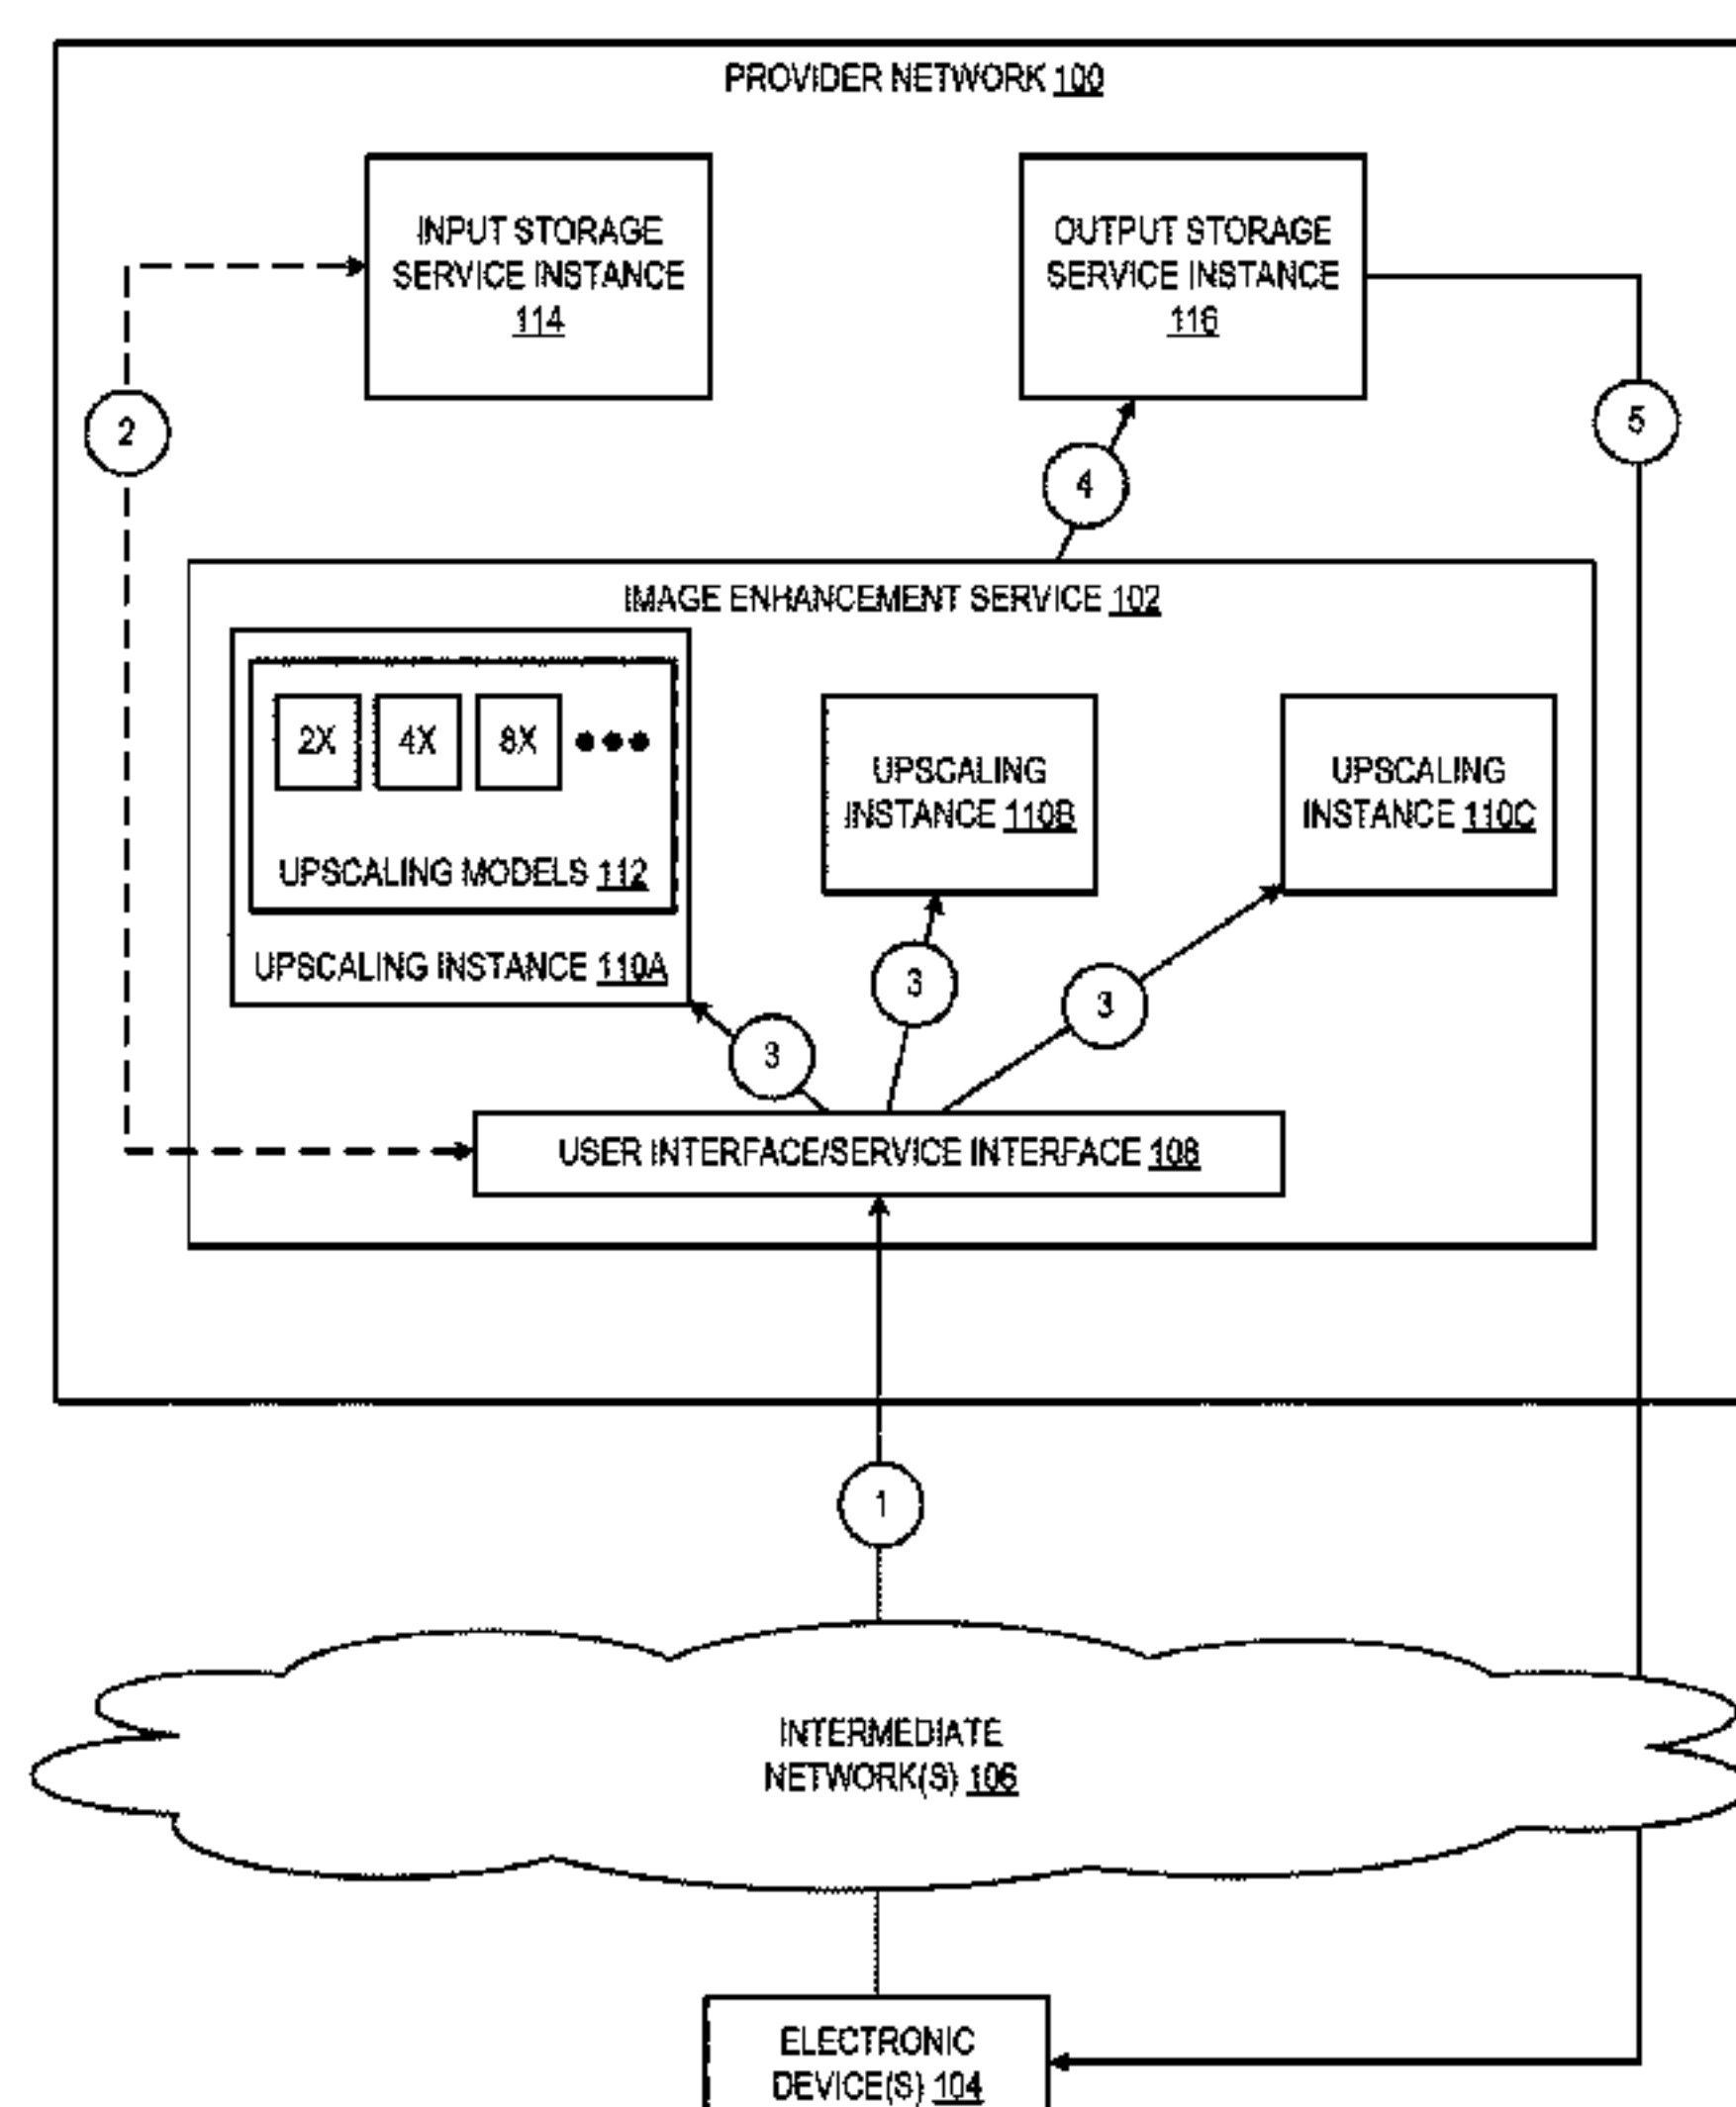 PROVIDER NETWORK 100
INPUT STORAGE
SERVICE INSTANCE
114
OUTPUT STORAGE
SERVICE INSTANCE
116
2
5
4
IMAGE ENHANCEMENT SERVICE 102
2X
4X
8X
UPSCALING MODELS 112
UPSCALING INSTANCE 110A
UPSCALING
INSTANCE 110B
UPSCALING
INSTANCE 110C
3
3
3
USER INTERFACE/SERVICE INTERFACE 108
1
INTERMEDIATE
NETWORK(S) 106
ELECTRONIC
DEVICE(S) 104